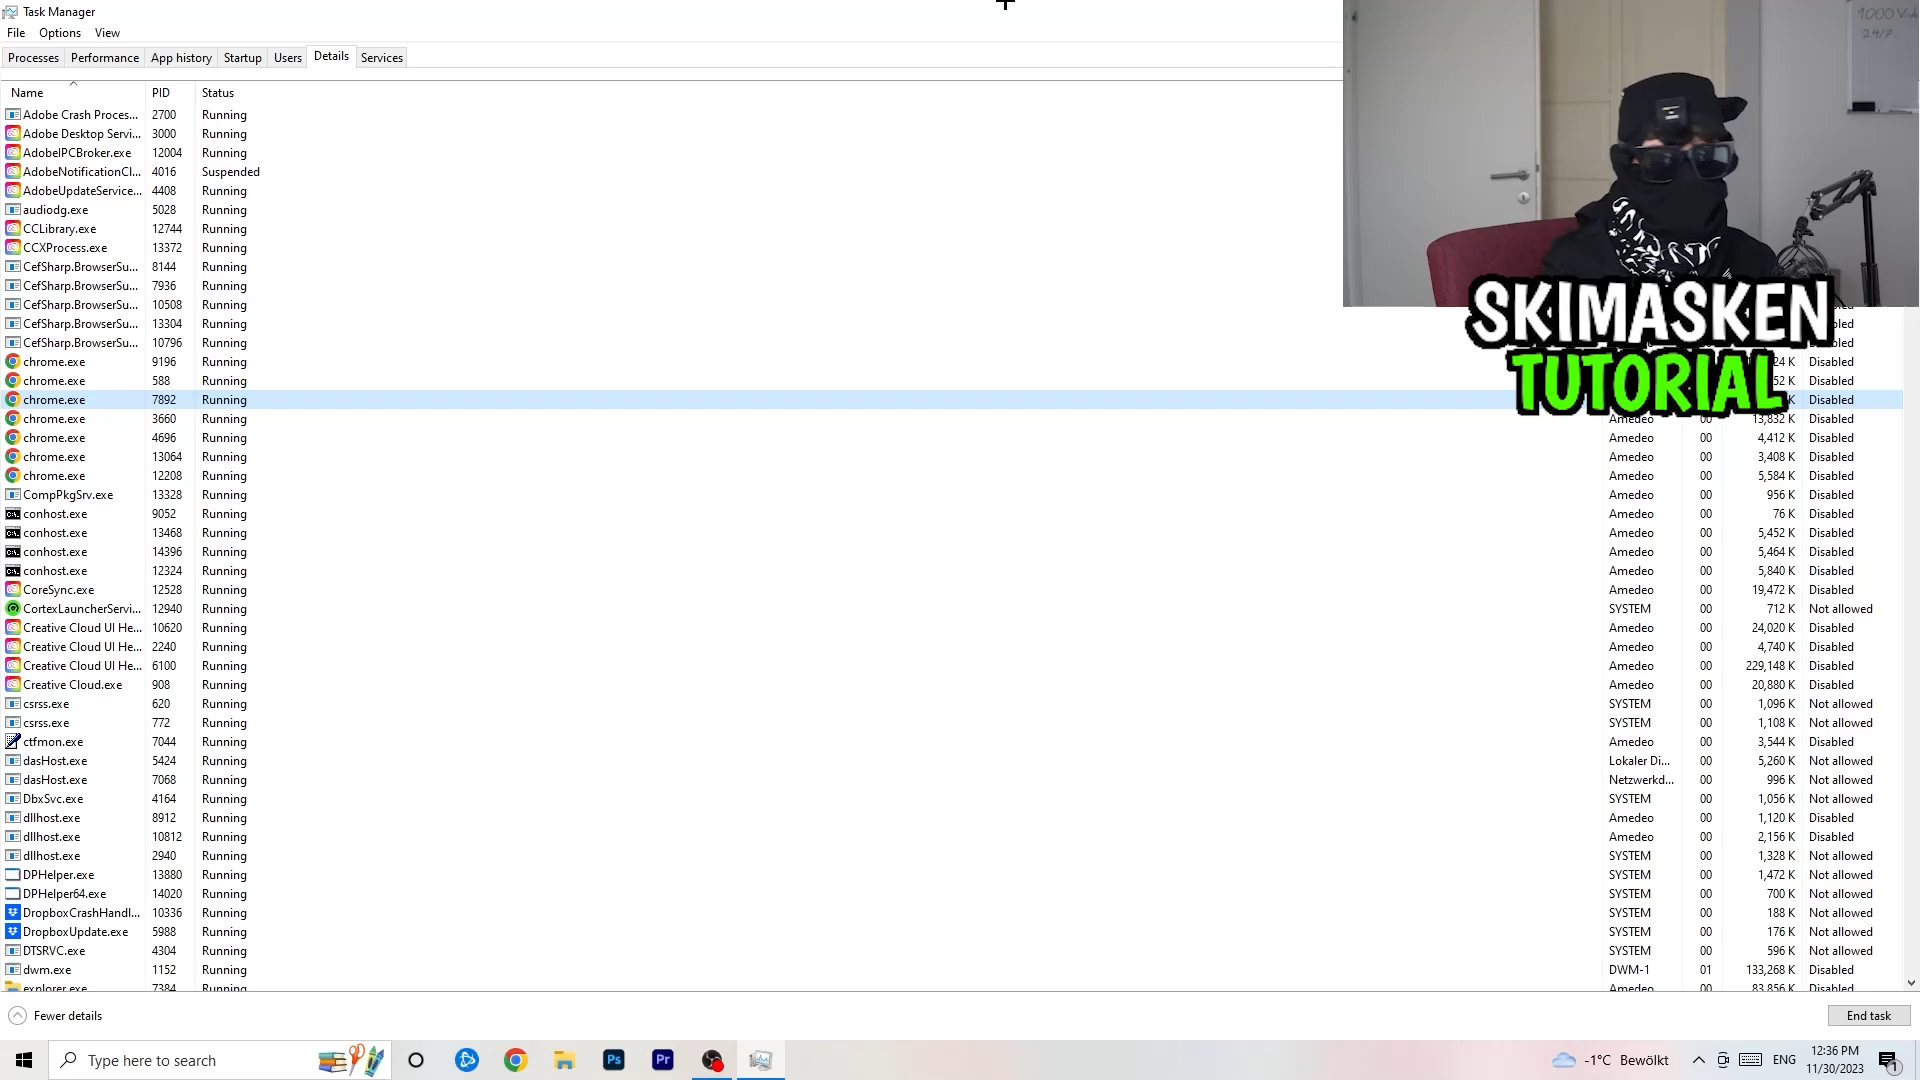 Task Manager
File Options View
Processes Performance App history Startup Users Details Services
1000
24/7
Name PID Status
Adobe Crash Proces... 2700 Running
Adobe Desktop Servi... 3000 Running
AdobeIPCBroker.exe 12004 Running
AdobeNotificationCl... 4016 Suspended
AdobeUpdateService... 4408 Running
audiodg.exe 5028 Running
CCLibrary.exe 12744 Running
CCXProcess.exe 13372 Running
CefSharp.BrowserSu... 8144 Running
CefSharp.BrowserSu... 7936 Running
CefSharp.BrowserSu... 10508 Running
CefSharp.BrowserSu... 13304 Running
CefSharp.BrowserSu... 10796 Running
SKIMASKEN
TUTORIAL
chrome.exe 9196 Running Disabled
chrome.exe 588 Running Disabled
chrome.exe 7892 Running Disabled
chrome.exe 3660 Running Amedeo 00 13,832 K Disabled
chrome.exe 4696 Running Amedeo 00 4,412 K Disabled
chrome.exe 13064 Running Amedeo 00 3,408 K Disabled
chrome.exe 12208 Running Amedeo 00 5,584 K Disabled
CompPkgSrv.exe 13328 Running Amedeo 00 956 K Disabled
conhost.exe 9052 Running Amedeo 00 76 K Disabled
conhost.exe 13468 Running Amedeo 00 5,452 K Disabled
conhost.exe 14396 Running Amedeo 00 5,464 K Disabled
conhost.exe 12324 Running Amedeo 00 5,840 K Disabled
CoreSync.exe 12528 Running Amedeo 00 19,472 K Disabled
CortexLauncherServi... 12940 Running SYSTEM 00 712 K Not allowed
Creative Cloud UI He... 10620 Running Amedeo 00 24,020 K Disabled
Creative Cloud UI He... 2240 Running Amedeo 00 4,740 K Disabled
Creative Cloud UI He... 6100 Running Amedeo 00 229,148 K Disabled
Creative Cloud.exe 908 Running Amedeo 00 20,880 K Disabled
csrss.exe 620 Running SYSTEM 00 1,096 K Not allowed
csrss.exe 772 Running SYSTEM 00 1,108 K Not allowed
ctfmon.exe 7044 Running Amedeo 00 3,544 K Disabled
dasHost.exe 5424 Running Lokaler Di... 00 5,260 K Not allowed
dasHost.exe 7068 Running Netzwerkd... 00 996 K Not allowed
DbxSvc.exe 4164 Running SYSTEM 00 1,056 K Not allowed
dllhost.exe 8912 Running Amedeo 00 1,120 K Disabled
dllhost.exe 10812 Running Amedeo 00 2,156 K Disabled
dllhost.exe 2940 Running SYSTEM 00 1,328 K Not allowed
DPHelper.exe 13880 Running SYSTEM 00 1,472 K Not allowed
DPHelper64.exe 14020 Running SYSTEM 00 700 K Not allowed
DropboxCrashHandl... 10336 Running SYSTEM 00 188 K Not allowed
DropboxUpdate.exe 5988 Running SYSTEM 00 176 K Not allowed
DTSRVC.exe 4304 Running SYSTEM 00 596 K Not allowed
dwm.exe 1152 Running DWM-1 01 133,268 K Disabled
explorer.exe 7384 Running Amedeo 00 83,856 K Disabled
Fewer details End task
Type here to search Ps Pr -1°C Bewölkt ENG 12:36 PM
11/30/2023 1